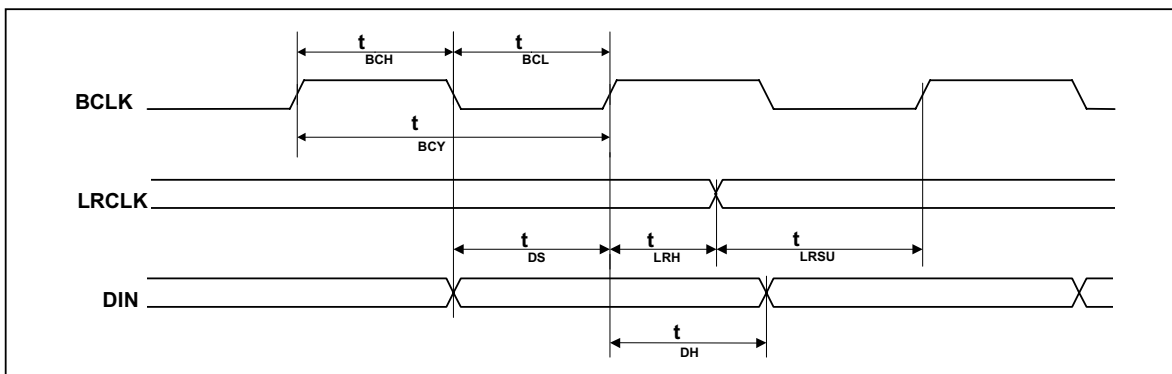 t BCH
t BCL
BCLK
t BCY
LRCLK
t DS
t LRH
t LRSU
DIN
t DH